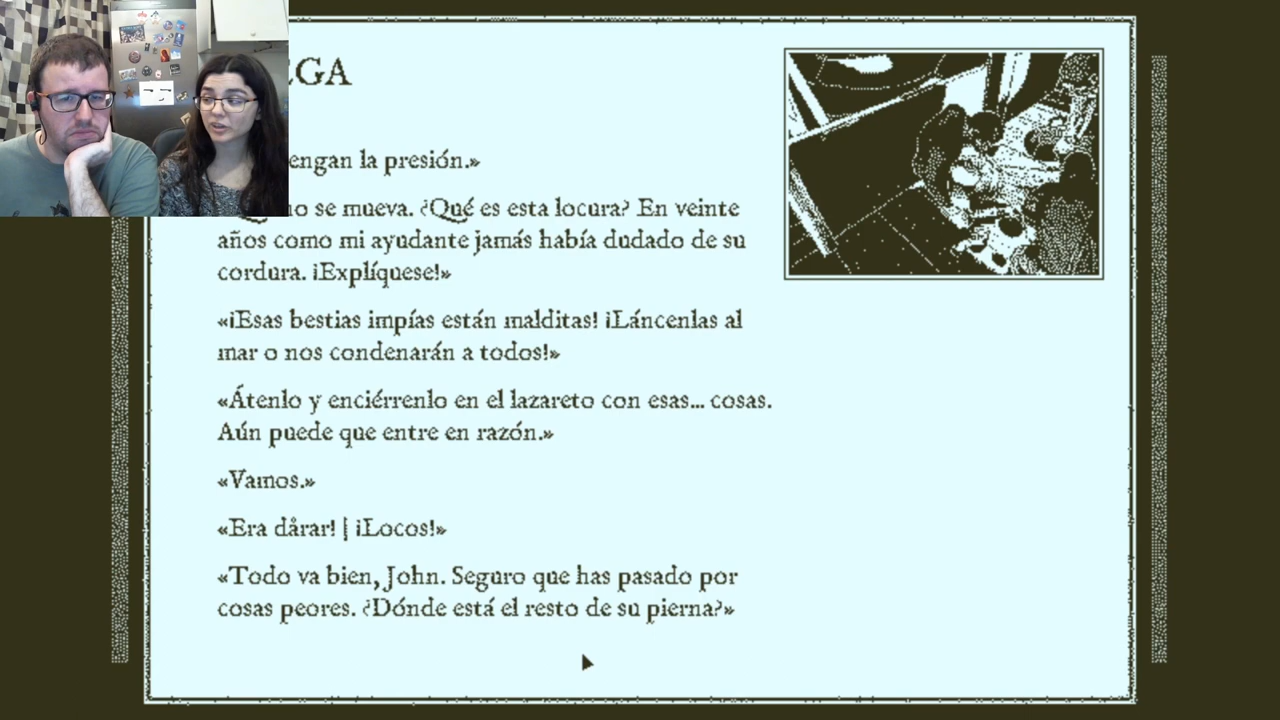 EGA
engan la presión.»
no se mueva. ¿Qué es esta locura? En veinte
años como mi ayudante jamás había dudado de su
cordura. ¡Explíquese!»
«¡Esas bestias impías están malditas! ¡Láncenlas al
mar o nos condenarán a todos!»
«Átenlo y enciérrenlo en el lazareto con esas... cosas.
Aún puede que entre en razón.»
«Vamos.»
«Era dårar! | ¡Locos!»
«Todo va bien, John. Seguro que has pasado por
cosas peores. ¿Dónde está el resto de su pierna?»